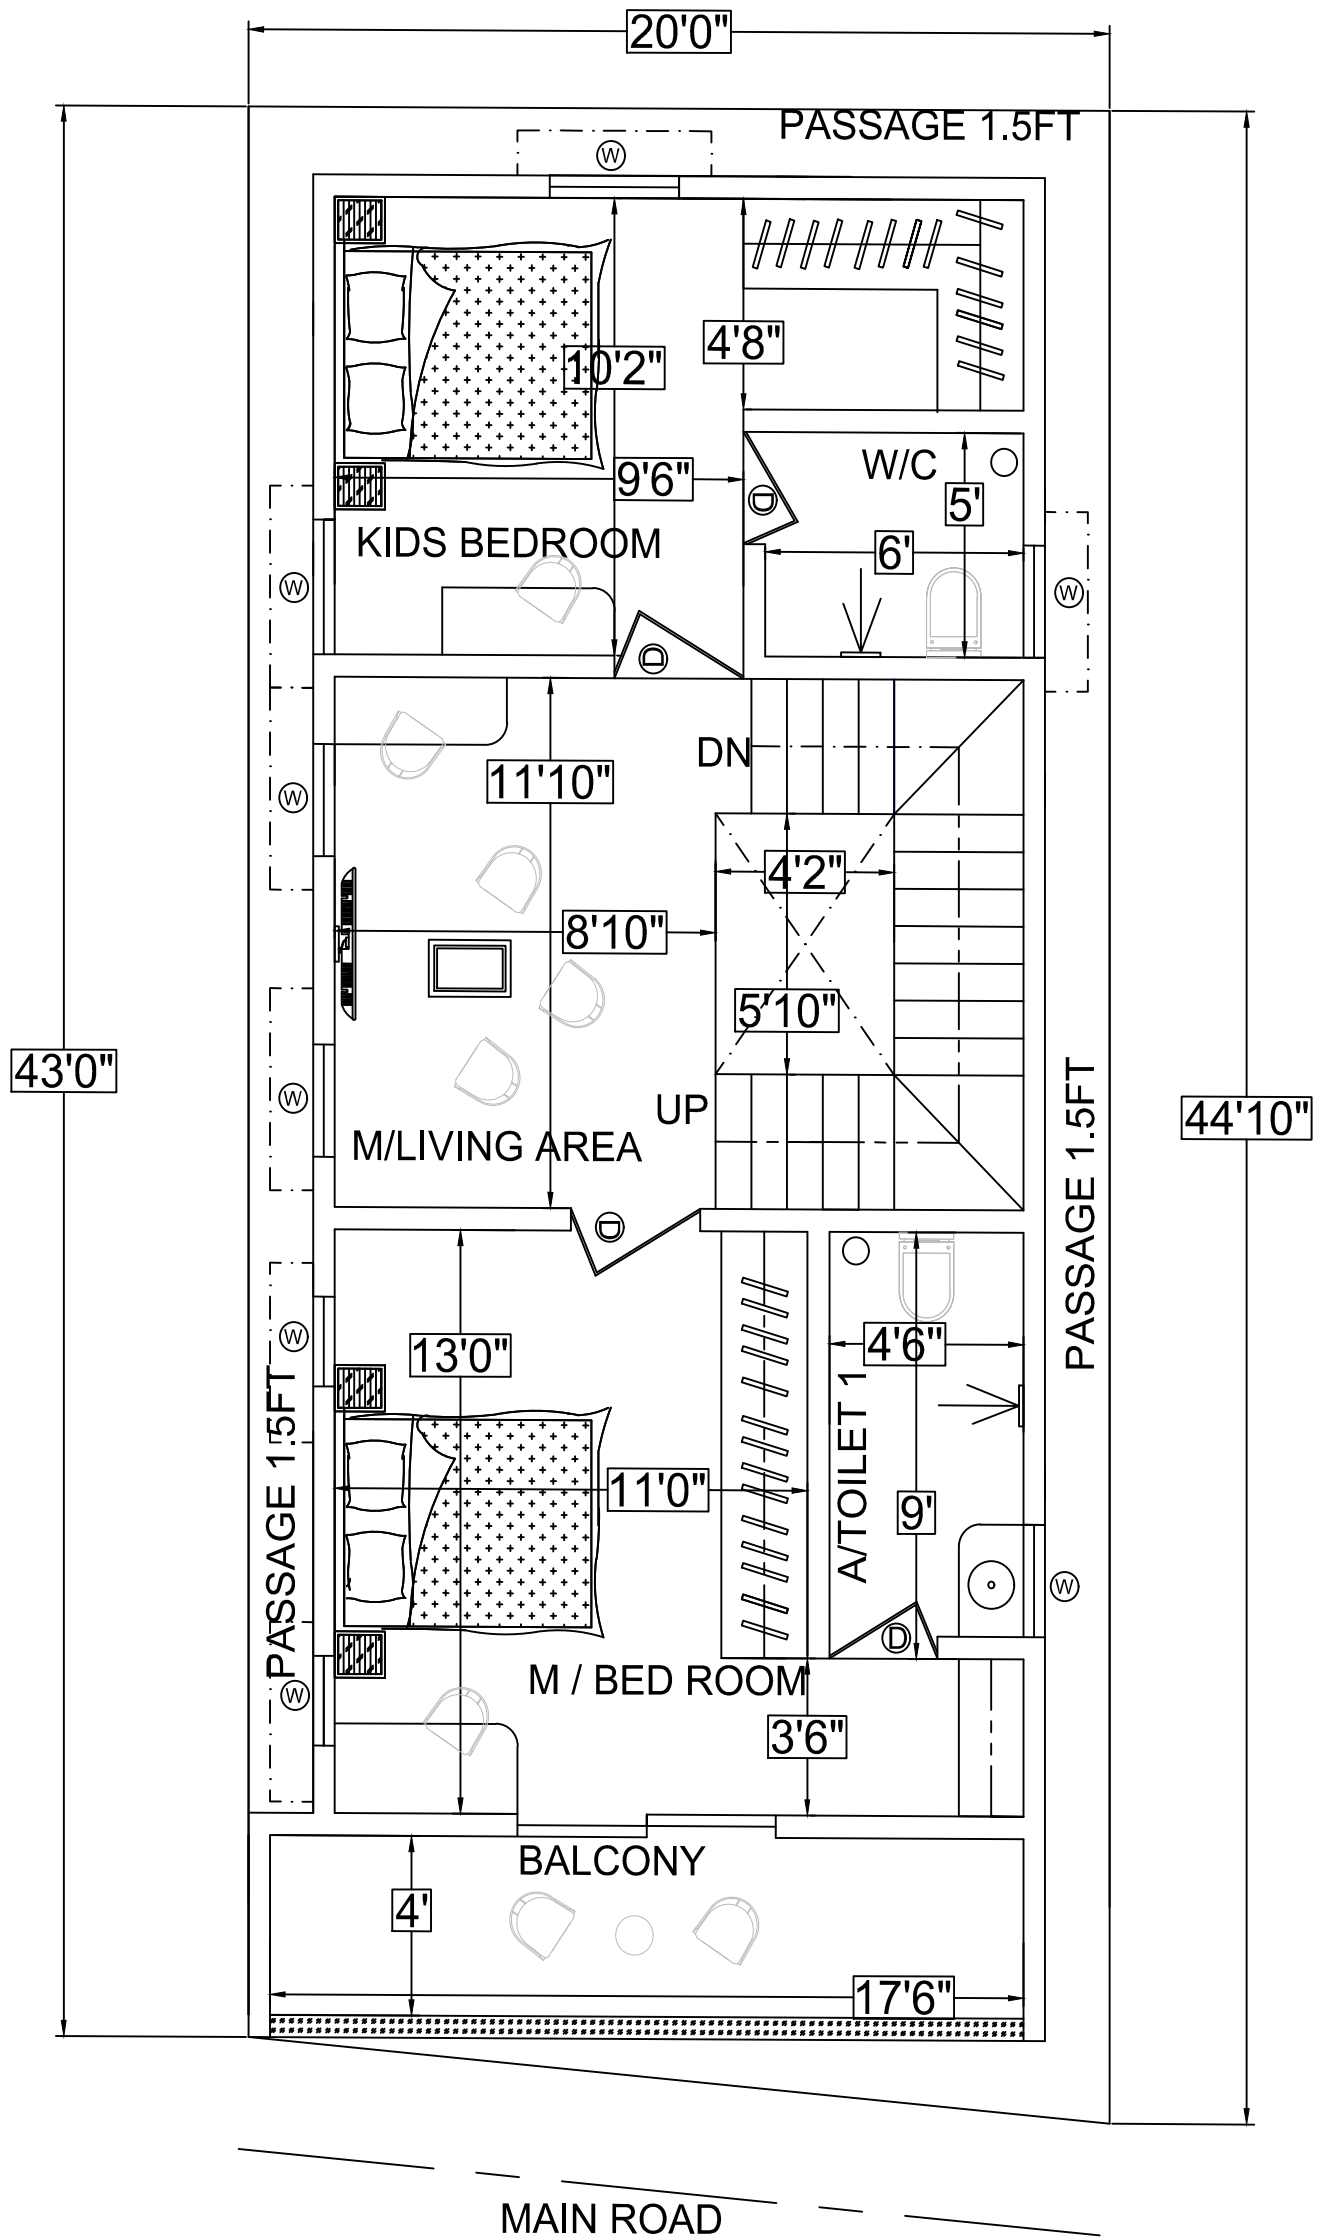 20'0"
PASSAGE 1.5FT
W
10'2"
4'8"
9'6"
W/C
D
5'
KIDS BEDROOM
6'
W
W
D
DN
11'10"
W
4'2"
8'10"
5'10"
43'0"
44'10"
W
UP
M/LIVING AREA
PASSAGE 1.5FT
D
W
13'0"
4'6"
PASSAGE 1.5FT
A/TOILET 1
11'0"
9'
W
D
M / BED ROOM
W
3'6"
BALCONY
4'
17'6"
MAIN ROAD